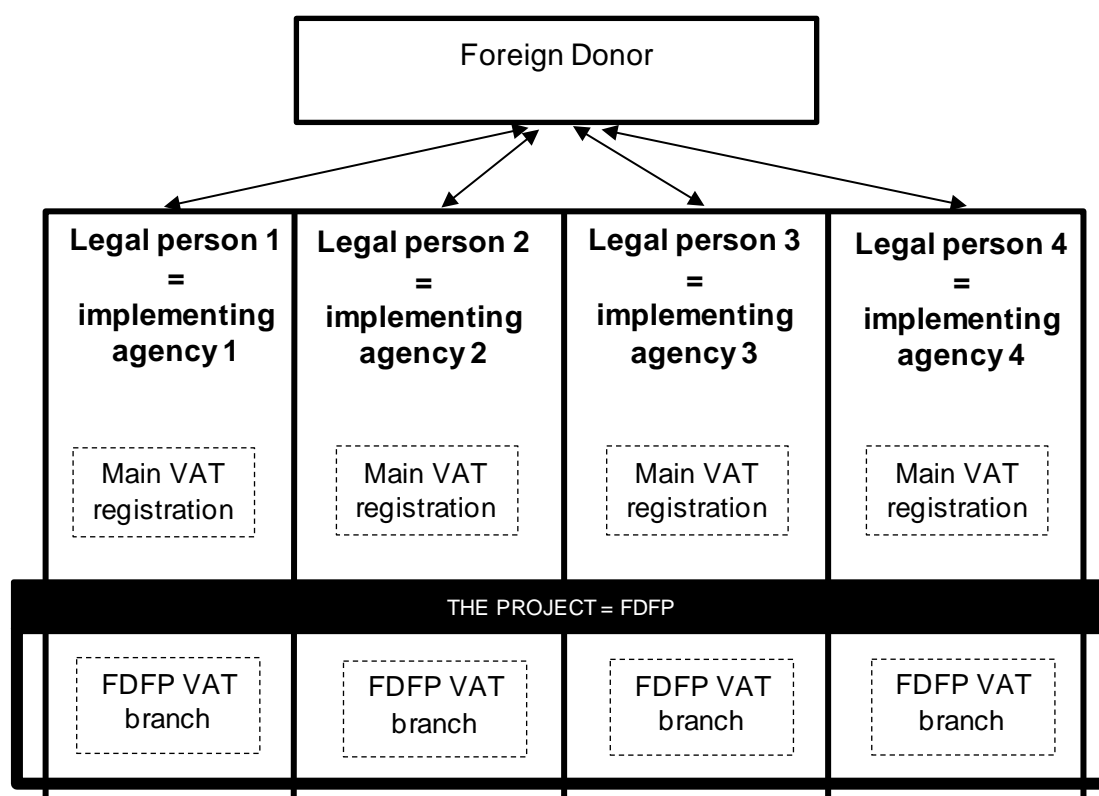 Foreign Donor
Legal person 1
=
implementing
agency 1
Legal person 2
=
implementing
agency 2
Legal person 3
=
implementing
agency 3
Legal person 4
=
implementing
agency 4
Main VAT
registration
Main VAT
registration
Main VAT
registration
Main VAT
registration
THE PROJECT = FDFP
FDFP VAT
branch
FDFP VAT
branch
FDFP VAT
branch
FDFP VAT
branch